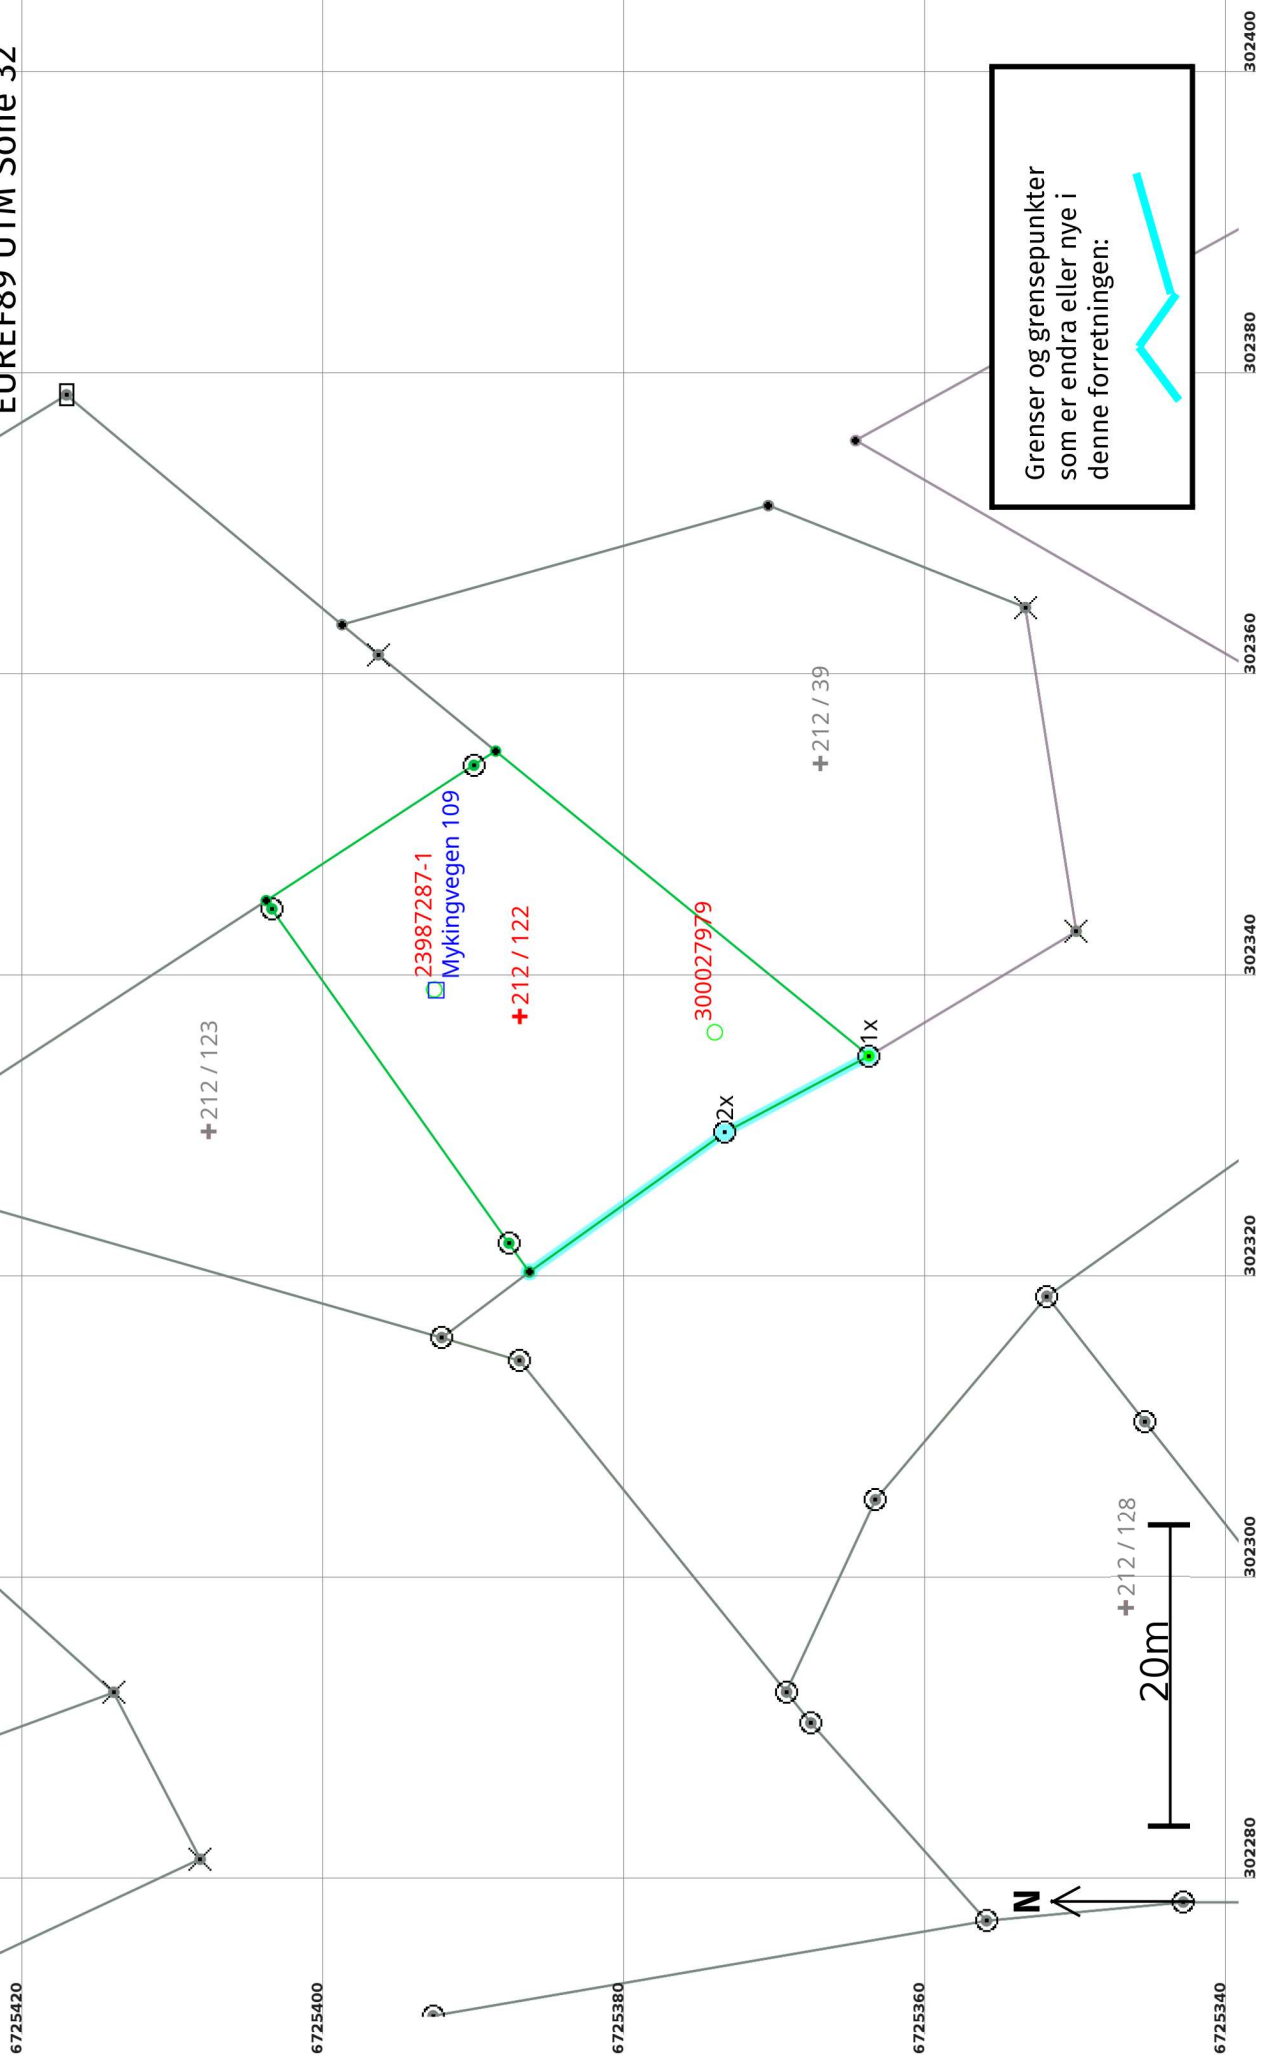 EUREF89 UTM Sone 32
6725420
6725400
6725380
6725360
6725340
302280
302300
302320
302340
302360
302380
302400
+212 / 123
23987287-1
Mykingvegen 109
+212 / 122
300027979
+212 / 39
2x
1x
+212 / 128
N
20m
Grenser og grensepunkter
som er endra eller nye i
denne forretningen: